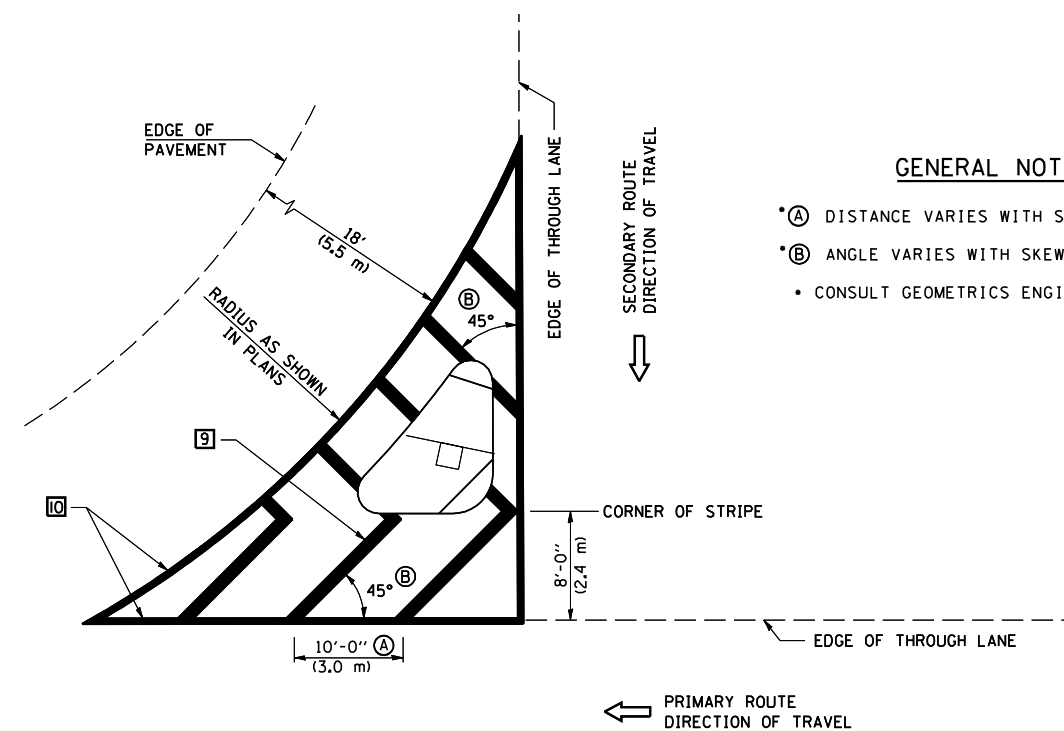 EDGE OF
PAVEMENT
18'
(5.5 m)
RADIUS AS SHOWN
IN PLANS
EDGE OF THROUGH LANE
SECONDARY ROUTE
DIRECTION OF TRAVEL
GENERAL NOT
*Ⓐ DISTANCE VARIES WITH S
*Ⓑ ANGLE VARIES WITH SKEW
• CONSULT GEOMETRICS ENGI
Ⓑ
45°
9
10
CORNER OF STRIPE
8'-0"
(2.4 m)
45° Ⓑ
10'-0" Ⓐ
(3.0 m)
EDGE OF THROUGH LANE
PRIMARY ROUTE
DIRECTION OF TRAVEL